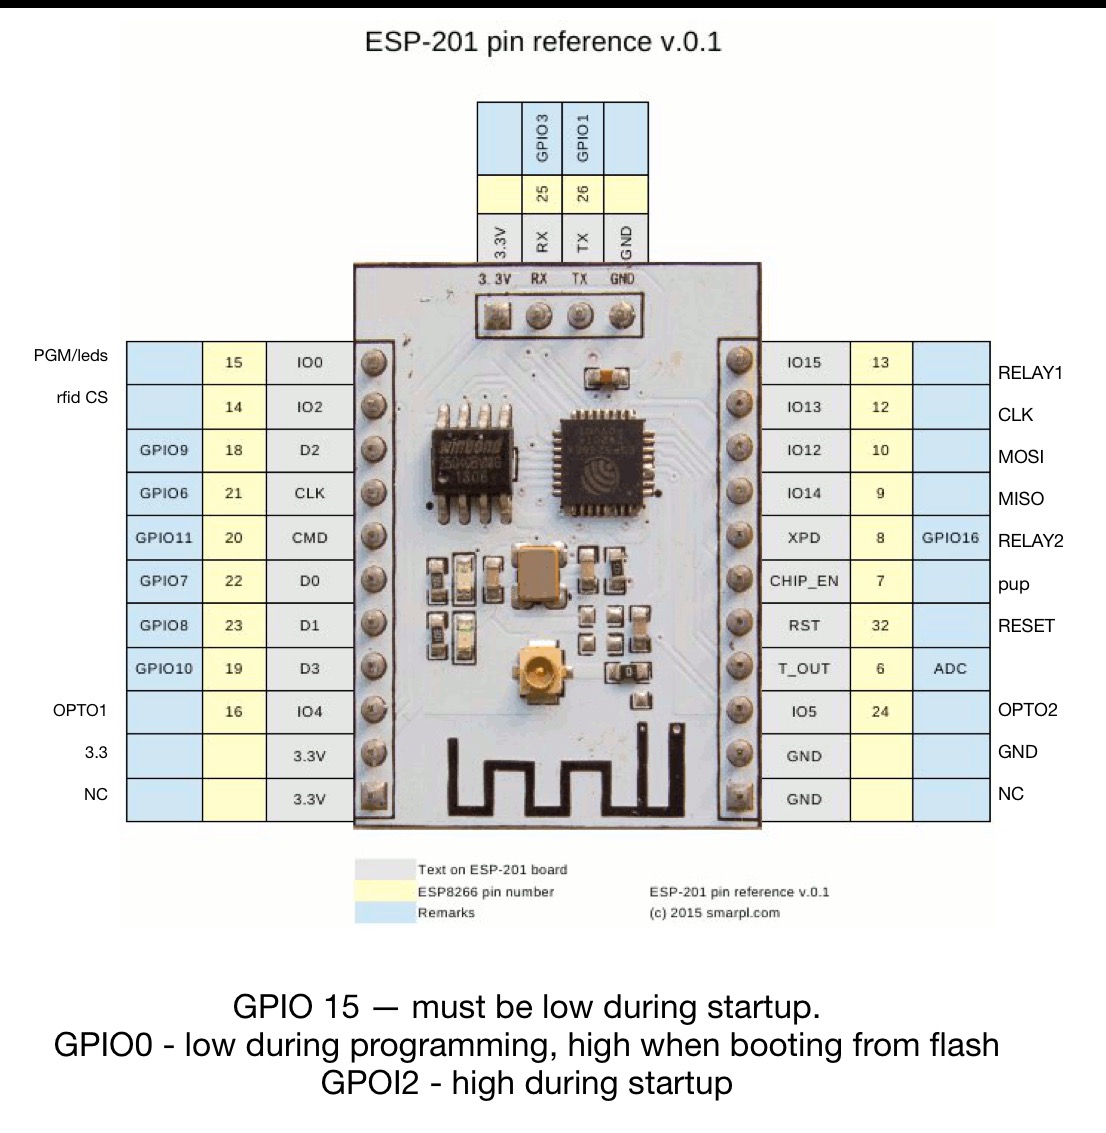 ESP-201 pin reference v.0.1
GPIO3 GPIO1
25 26
3.3V RX TX GND
3.3V RX TX GND
PGM/leds 15 IO0 IO15 13 RELAY1
rfid CS 14 IO2 IO13 12 CLK
GPIO9 18 D2 IO12 10 MOSI
GPIO6 21 CLK IO14 9 MISO
GPIO11 20 CMD XPD 8 GPIO16 RELAY2
GPIO7 22 D0 CHIP_EN 7 pup
GPIO8 23 D1 RST 32 RESET
GPIO10 19 D3 T_OUT 6 ADC
OPTO1 16 IO4 IO5 24 OPTO2
3.3 3.3V GND GND
NC 3.3V GND NC
winbond
Text on ESP-201 board
ESP8266 pin number
Remarks
ESP-201 pin reference v.0.1
(c) 2015 smarpl.com
GPIO 15 — must be low during startup.
GPIO0 - low during programming, high when booting from flash
GPOI2 - high during startup